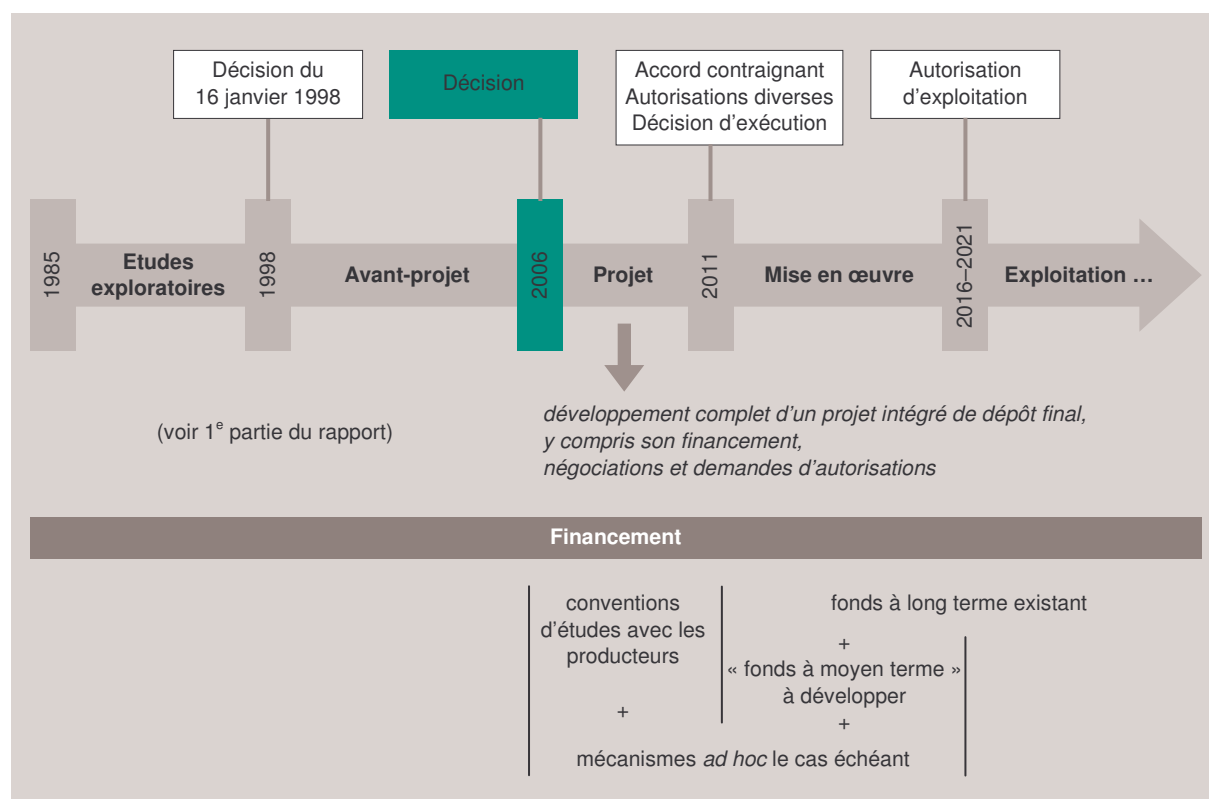 Décision du
16 janvier 1998
Décision
Accord contraignant
Autorisations diverses
Décision d’exécution
Autorisation
d’exploitation
1985
Etudes
exploratoires
1998
Avant-projet
2006
Projet
2011
Mise en œuvre
2016–2021
Exploitation …
(voir 1e partie du rapport)
développement complet d’un projet intégré de dépôt final,
y compris son financement,
négociations et demandes d’autorisations
Financement
conventions
d’études avec les
producteurs
+
fonds à long terme existant
+
« fonds à moyen terme »
à développer
+
mécanismes ad hoc le cas échéant